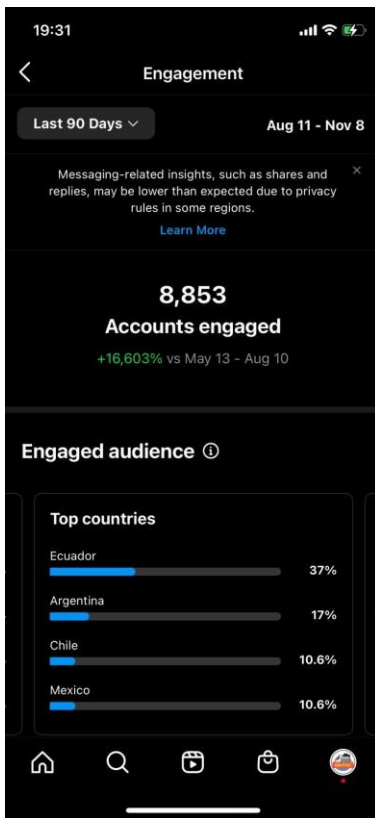 19:31
Engagement
Last 90 Days
Aug 11 - Nov 8
Messaging-related insights, such as shares and
replies, may be lower than expected due to privacy
rules in some regions.
Learn More
8,853
Accounts engaged
+16,603% vs May 13 - Aug 10
Engaged audience
Top countries
Ecuador
37%
Argentina
17%
Chile
10.6%
Mexico
10.6%